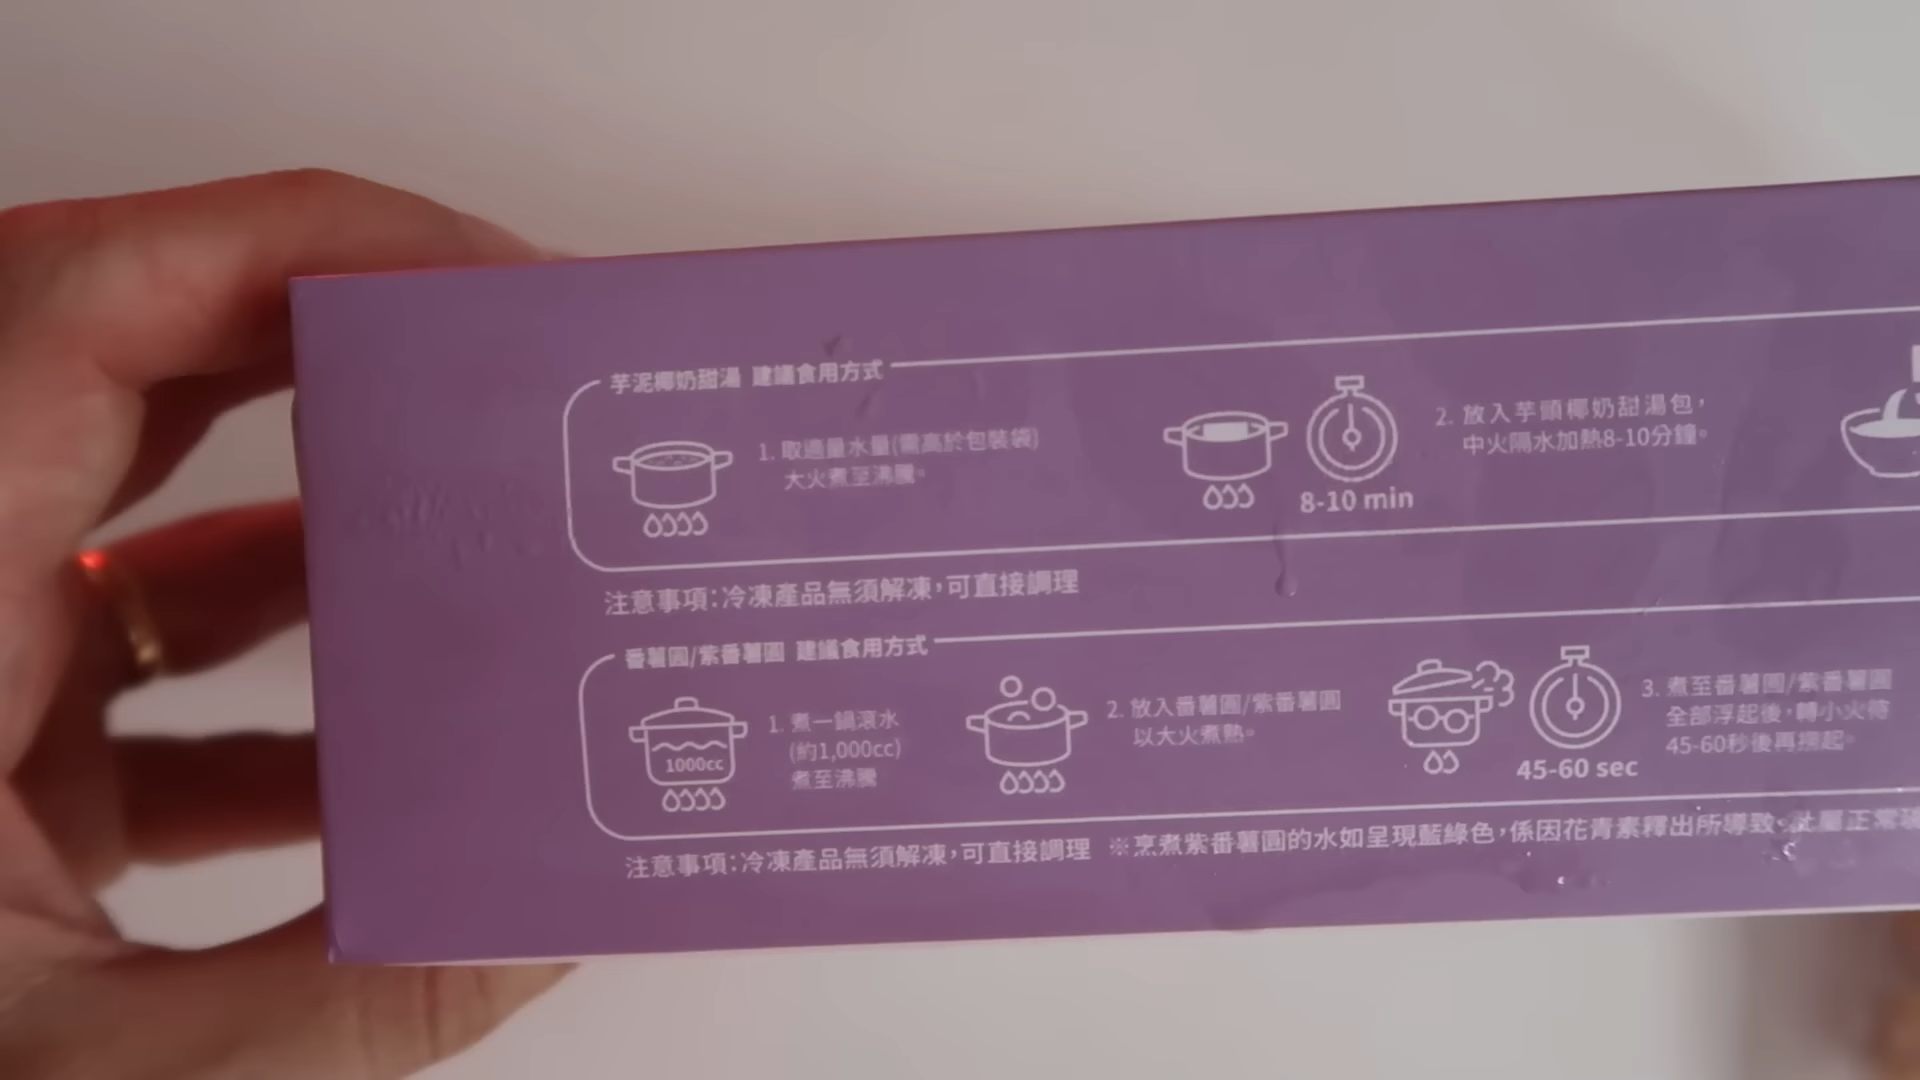 芋泥椰奶甜湯 建議食用方式
1. 取適量水量(需高於包裝袋)
大火煮至沸騰。
8-10 min
2. 放入芋頭椰奶甜湯包，
中火隔水加熱8-10分鐘。
注意事項：冷凍產品無須解凍，可直接調理
番薯圓/紫番薯圓 建議食用方式
1000cc
1. 煮一鍋滾水
(約1,000cc)
煮至沸騰
2. 放入番薯圓/紫番薯圓
以大火煮熟。
45-60 sec
3. 煮至番薯圓/紫番薯圓
全部浮起後，轉小火待
45-60秒後再撈起。
注意事項：冷凍產品無須解凍，可直接調理 ※烹煮紫番薯圓的水如呈現藍綠色，係因花青素釋出所導致，此屬正常